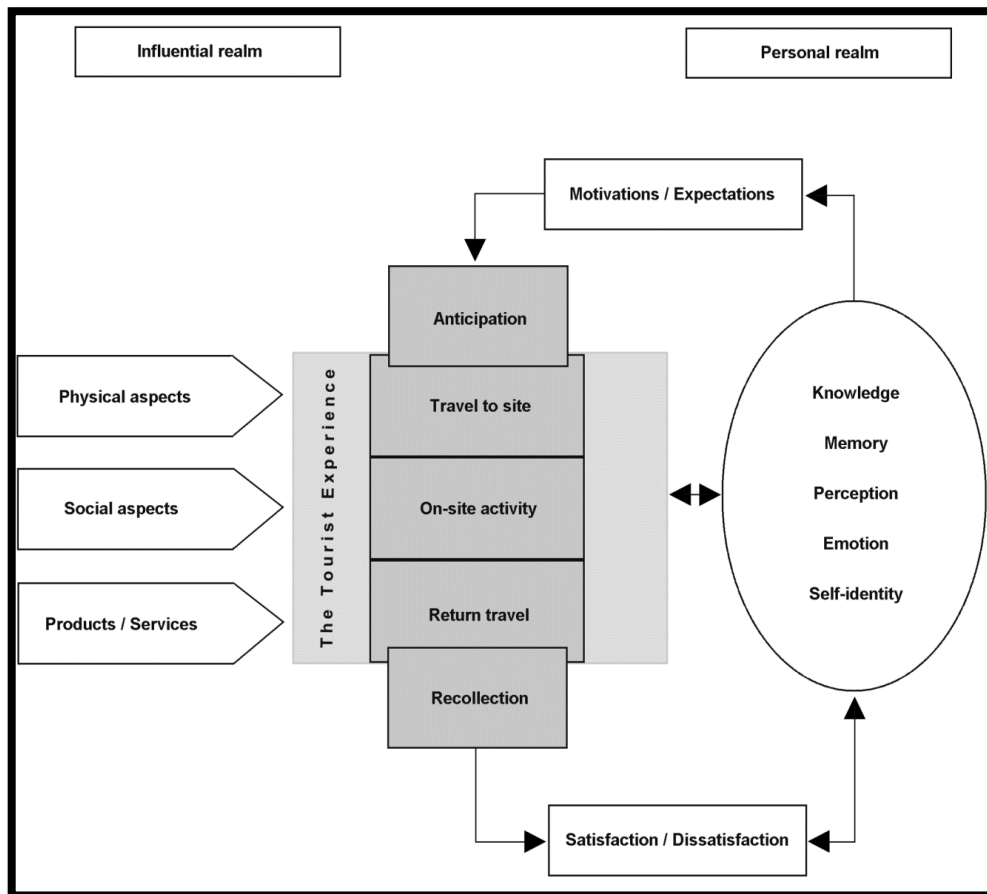 Influential realm
Personal realm
Motivations / Expectations
Anticipation
Physical aspects
Social aspects
Products / Services
The Tourist Experience
Travel to site
On-site activity
Return travel
Recollection
Knowledge
Memory
Perception
Emotion
Self-identity
Satisfaction / Dissatisfaction